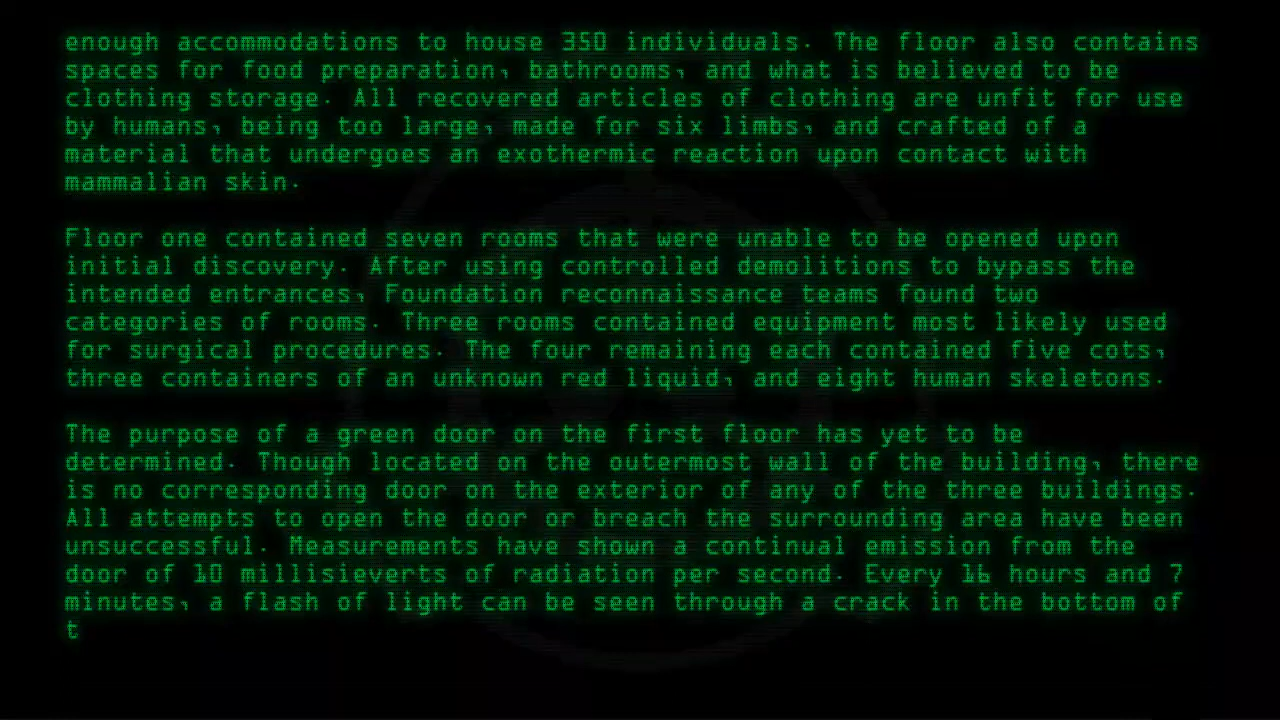 enough accommodations to house 350 individuals. The floor also contains
spaces for food preparation, bathrooms, and what is believed to be
clothing storage. All recovered articles of clothing are unfit for use
by humans, being too large, made for six limbs, and crafted of a
material that undergoes an exothermic reaction upon contact with
mammalian skin.
Floor one contained seven rooms that were unable to be opened upon
initial discovery. After using controlled demolitions to bypass the
intended entrances, Foundation reconnaissance teams found two
categories of rooms. Three rooms contained equipment most likely used
for surgical procedures. The four remaining each contained five cots,
three containers of an unknown red liquid, and eight human skeletons.
The purpose of a green door on the first floor has yet to be
determined. Though located on the outermost wall of the building, there
is no corresponding door on the exterior of any of the three buildings.
All attempts to open the door or breach the surrounding area have been
unsuccessful. Measurements have shown a continual emission from the
door of 10 millisieverts of radiation per second. Every 16 hours and 7
minutes, a flash of light can be seen through a crack in the bottom of
t